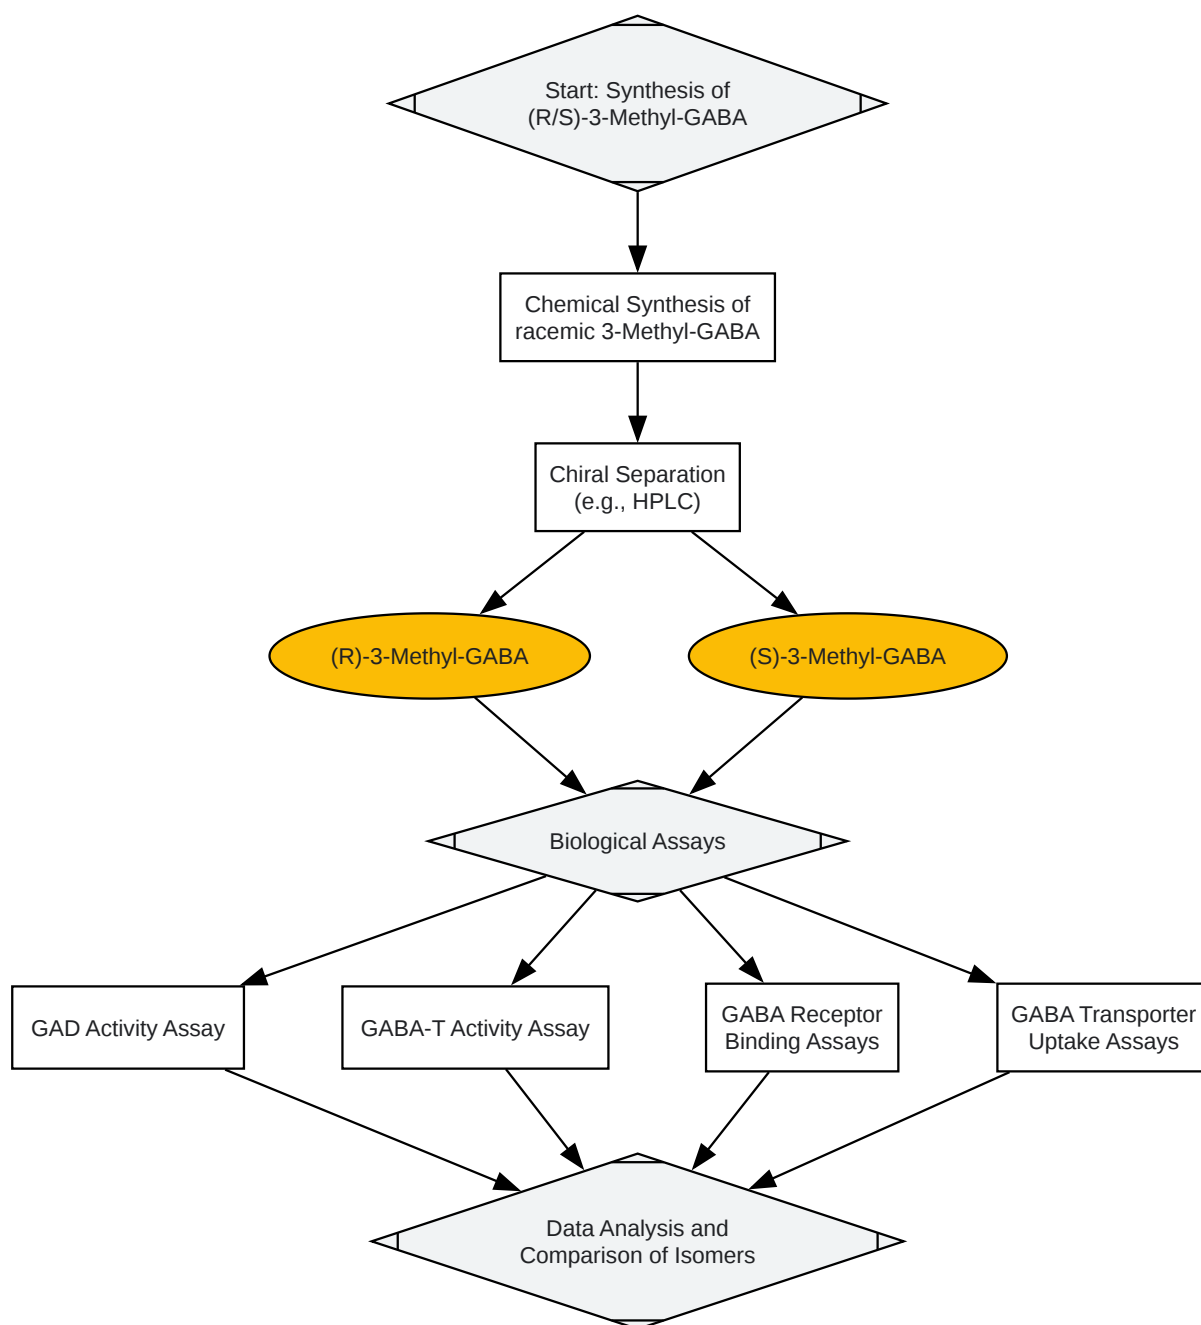 Start: Synthesis of
(R/S)-3-Methyl-GABA
Chemical Synthesis of
racemic 3-Methyl-GABA
Chiral Separation
(e.g., HPLC)
(R)-3-Methyl-GABA
(S)-3-Methyl-GABA
Biological Assays
GAD Activity Assay
GABA-T Activity Assay
GABA Receptor
Binding Assays
GABA Transporter
Uptake Assays
Data Analysis and
Comparison of Isomers